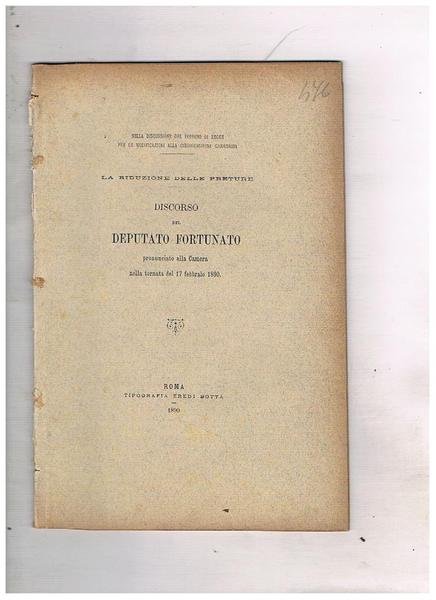 446
NELLA DISCUSSIONE DEL DISEGNO DI LEGGE
PER LE MODIFICAZIONI ALLA CIRCOSCRIZIONE GIUDIZIARIA
LA RIDUZIONE DELLE PRETURE
DISCORSO
DEL
DEPUTATO FORTUNATO
pronunciato alla Camera
nella tornata del 17 febbraio 1890.
ROMA
TIPOGRAFIA EREDI BOTTA
1890